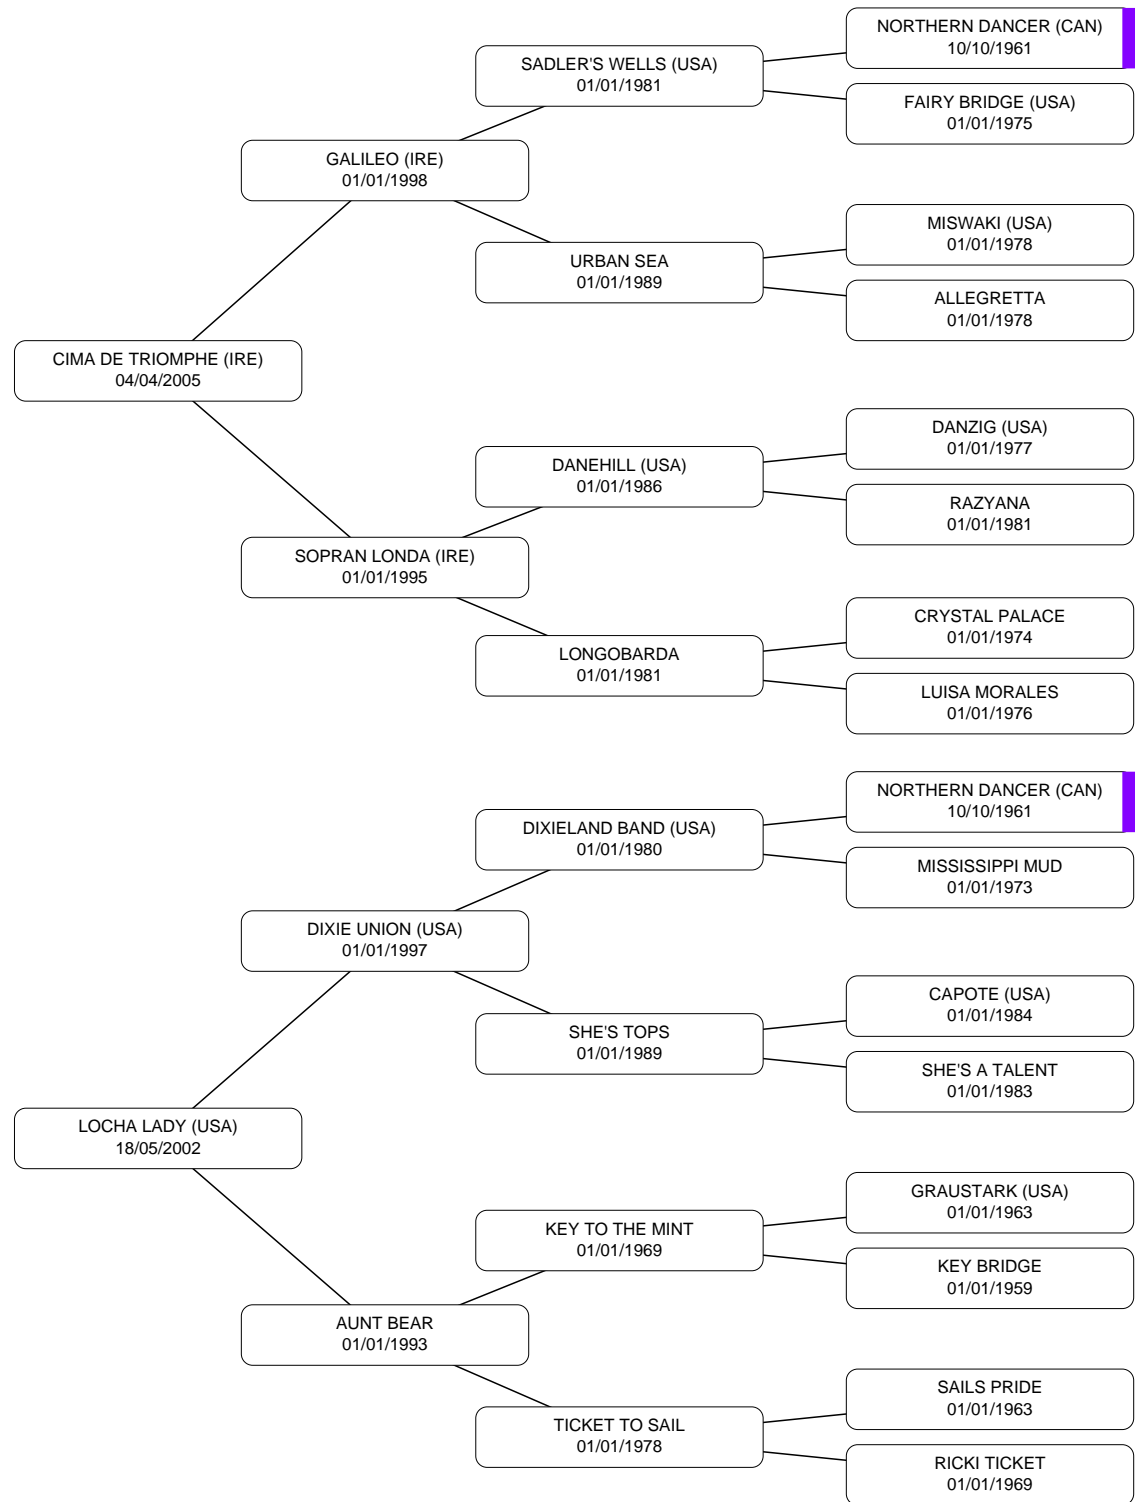 NORTHERN DANCER (CAN)
10/10/1961
SADLER'S WELLS (USA)
01/01/1981
FAIRY BRIDGE (USA)
01/01/1975
GALILEO (IRE)
01/01/1998
MISWAKI (USA)
01/01/1978
URBAN SEA
01/01/1989
ALLEGRETTA
01/01/1978
CIMA DE TRIOMPHE (IRE)
04/04/2005
DANZIG (USA)
01/01/1977
DANEHILL (USA)
01/01/1986
RAZYANA
01/01/1981
SOPRAN LONDA (IRE)
01/01/1995
CRYSTAL PALACE
01/01/1974
LONGOBARDA
01/01/1981
LUISA MORALES
01/01/1976
NORTHERN DANCER (CAN)
10/10/1961
DIXIELAND BAND (USA)
01/01/1980
MISSISSIPPI MUD
01/01/1973
DIXIE UNION (USA)
01/01/1997
CAPOTE (USA)
01/01/1984
SHE'S TOPS
01/01/1989
SHE'S A TALENT
01/01/1983
LOCHA LADY (USA)
18/05/2002
GRAUSTARK (USA)
01/01/1963
KEY TO THE MINT
01/01/1969
KEY BRIDGE
01/01/1959
AUNT BEAR
01/01/1993
SAILS PRIDE
01/01/1963
TICKET TO SAIL
01/01/1978
RICKI TICKET
01/01/1969